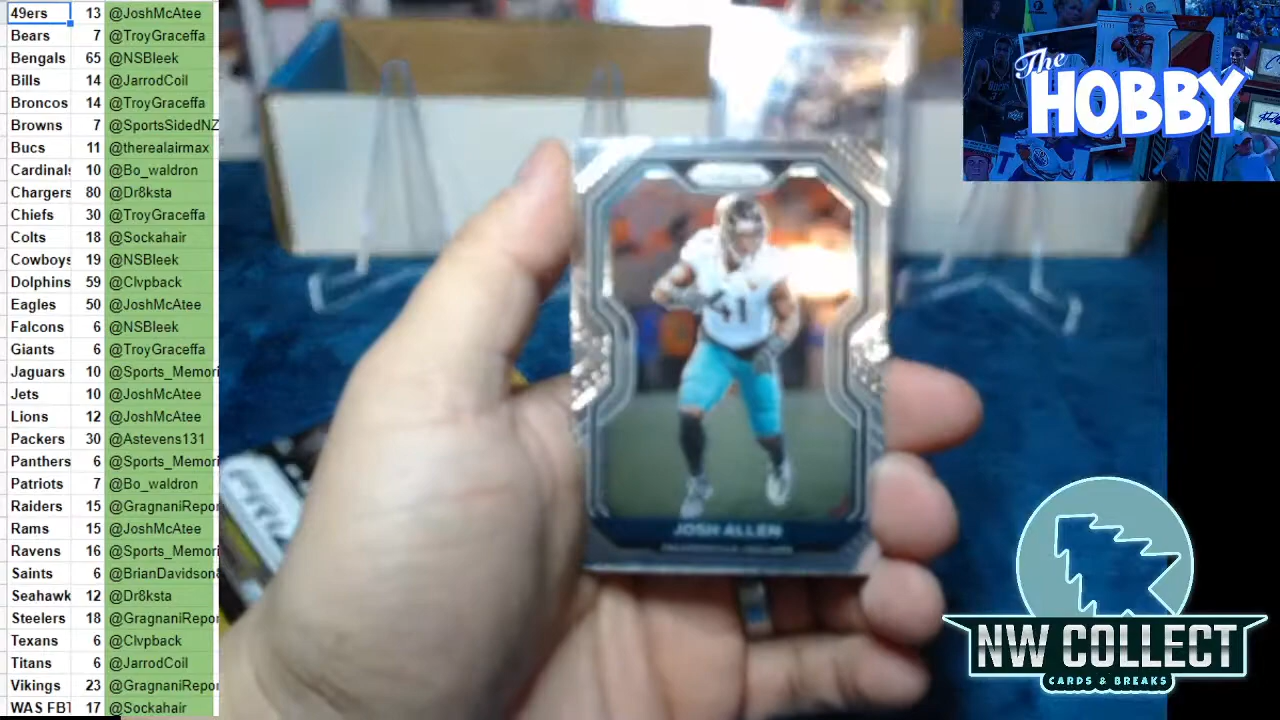 49ers 13 @JoshMcAtee
Bears 7 @TroyGraceffa
Bengals 65 @NSBleek
Bills 14 @JarrodCoil
Broncos 14 @TroyGraceffa
Browns 7 @SportsSidedNZ
Bucs 11 @therealairmax
Cardinals 10 @Bo_waldron
Chargers 80 @Dr8ksta
Chiefs 30 @TroyGraceffa
Colts 18 @Sockahair
Cowboys 19 @NSBleek
Dolphins 59 @Clvpback
Eagles 50 @JoshMcAtee
Falcons 6 @NSBleek
Giants 6 @TroyGraceffa
Jaguars 10 @Sports_Memori
Jets 10 @JoshMcAtee
Lions 12 @JoshMcAtee
Packers 30 @Astevens131
Panthers 6 @Sports_Memori
Patriots 7 @Bo_waldron
Raiders 15 @GragnaniRepor
Rams 15 @JoshMcAtee
Ravens 16 @Sports_Memori
Saints 6 @BrianDavidson
Seahawk 12 @Dr8ksta
Steelers 18 @GragnaniRepor
Texans 6 @Clvpback
Titans 6 @JarrodCoil
Vikings 23 @GragnaniRepor
WAS FBT 17 @Sockahair
41
JOSH ALLEN
The
HOBBY
NW COLLECT
CARDS & BREAKS